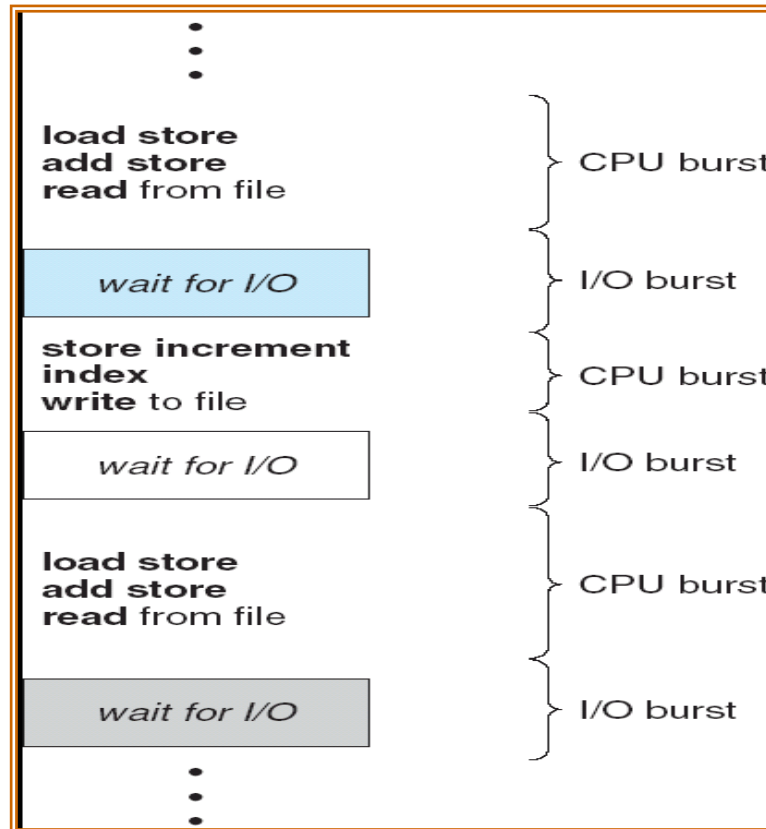 load store
add store
read from file
CPU burst
wait for I/O
I/O burst
store increment
index
write to file
CPU burst
wait for I/O
I/O burst
load store
add store
read from file
CPU burst
wait for I/O
I/O burst